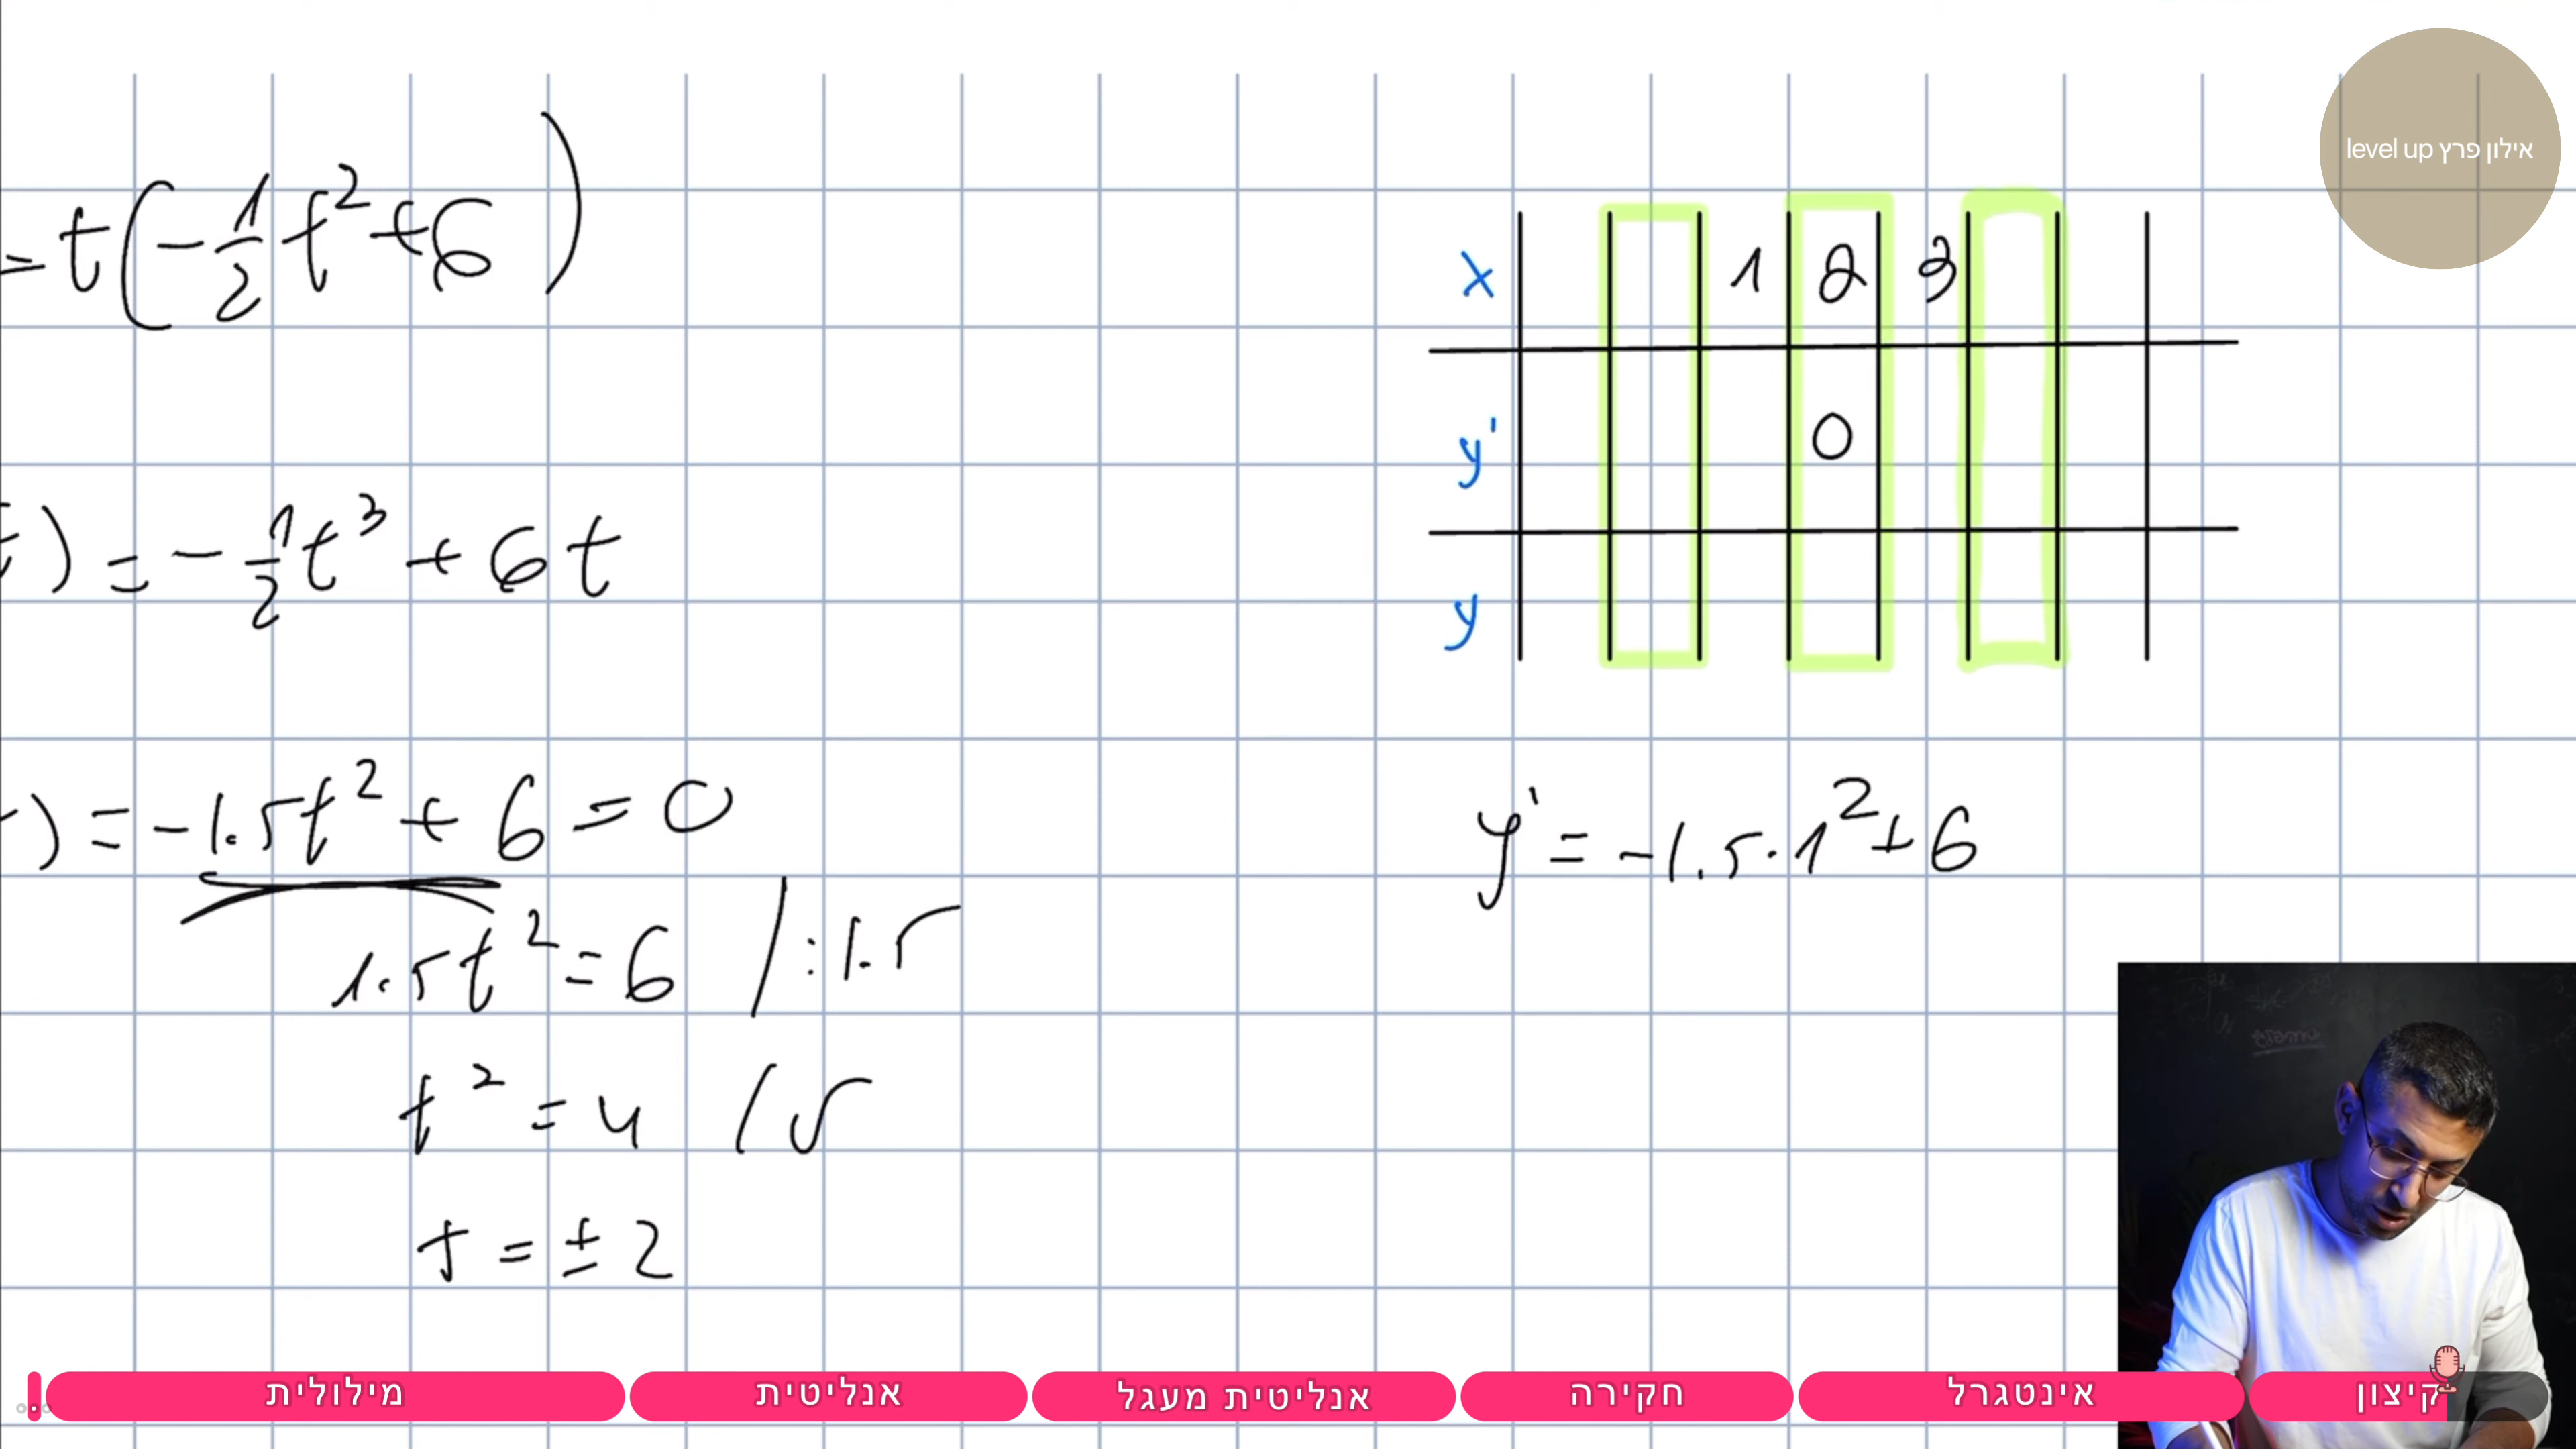 level up אילון פרץ
= t(-1/2 t² + 6)
) = -1/2 t³ + 6t
) = -1.5t² + 6 = 0
1.5t² = 6 / :1.5
t² = 4 / √
t = ± 2
x 1 2 3
y' 0
y
y' = -1.5·1² + 6
מילולית אנליטית אנליטית מעגל חקירה אינטגרל קיצון